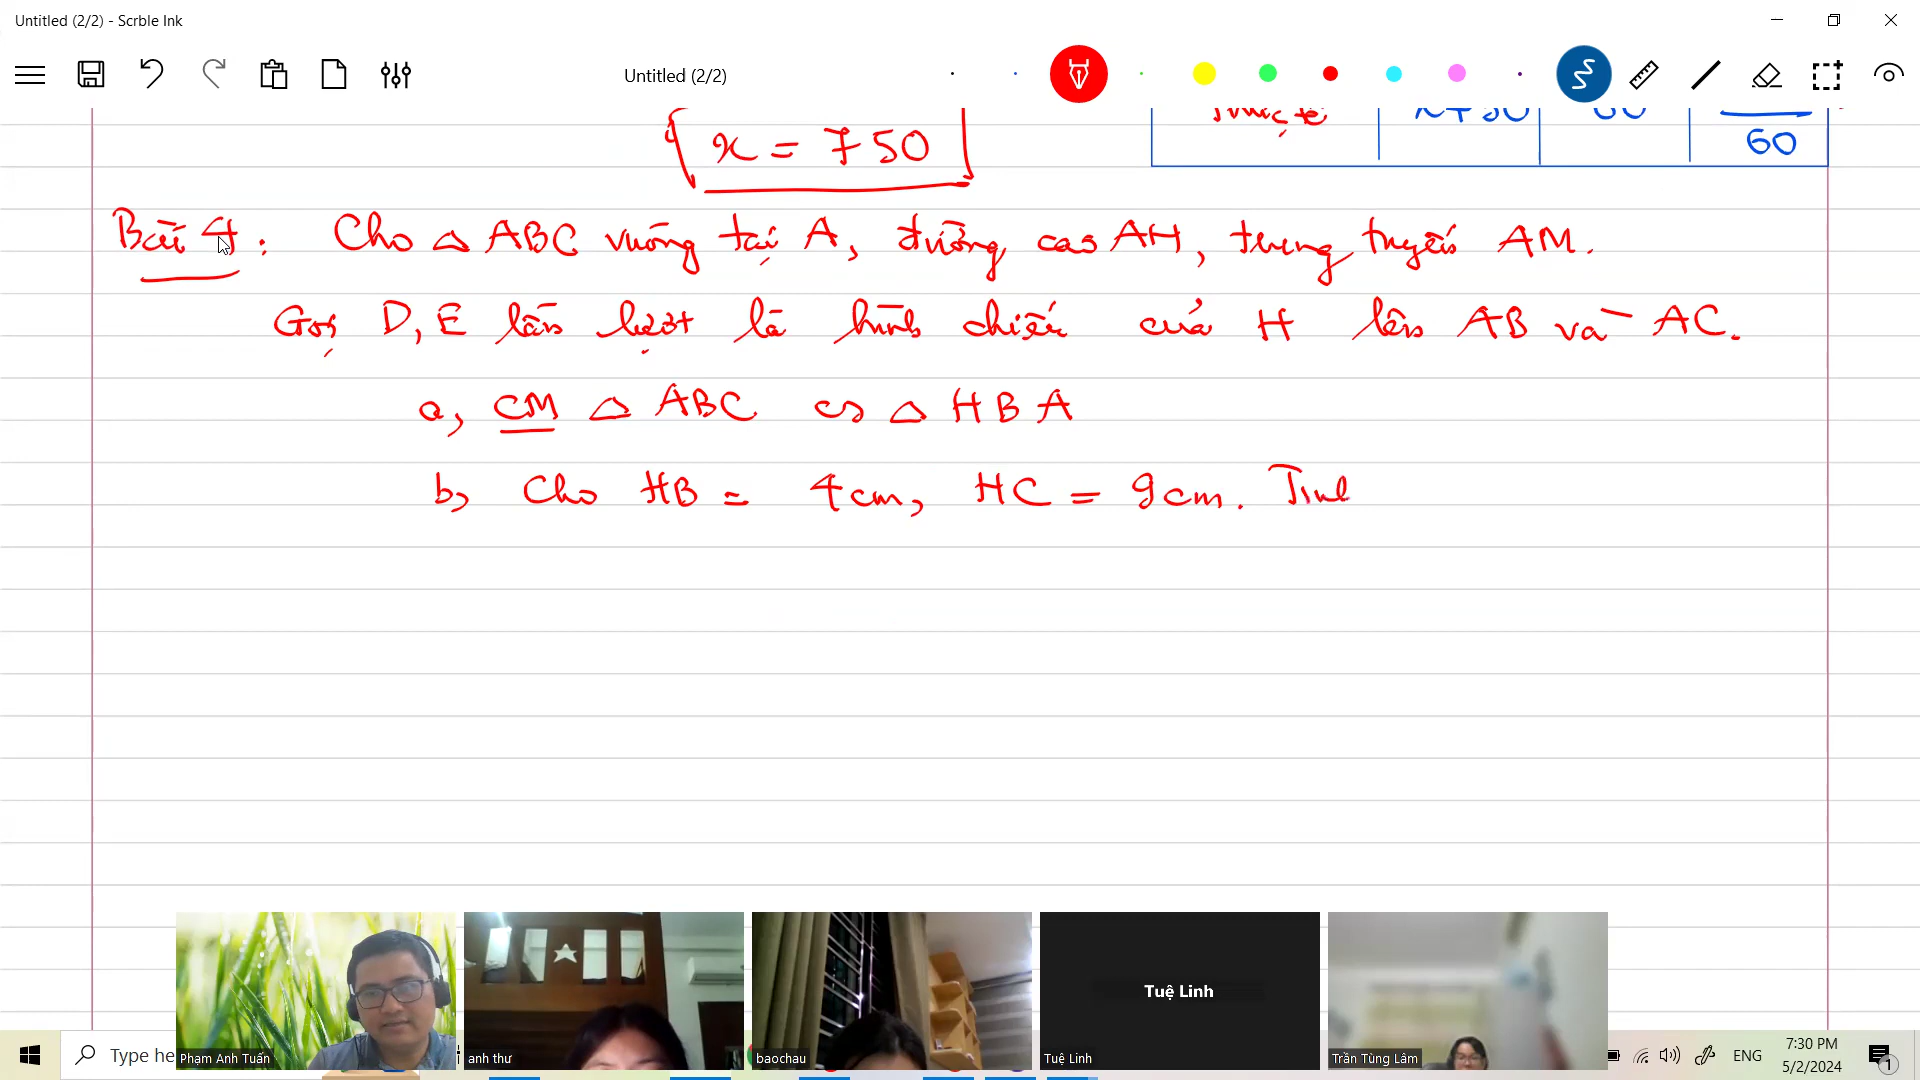 Untitled (2/2) - Scrble Ink
Untitled (2/2)
x = 750
60
Bài 4: Cho Δ ABC vuông tại A, đường cao AH, trung tuyến AM.
Gọi D, E lần lượt là hình chiếu của H lên AB và AC.
a, CM Δ ABC ∽ Δ HBA
b, Cho HB = 4cm, HC = 9cm. Tính
Phạm Anh Tuấn
anh thư
baochau
Tuệ Linh
Tuệ Linh
Trần Tùng Lâm
Type he
ENG
7:30 PM
5/2/2024
1